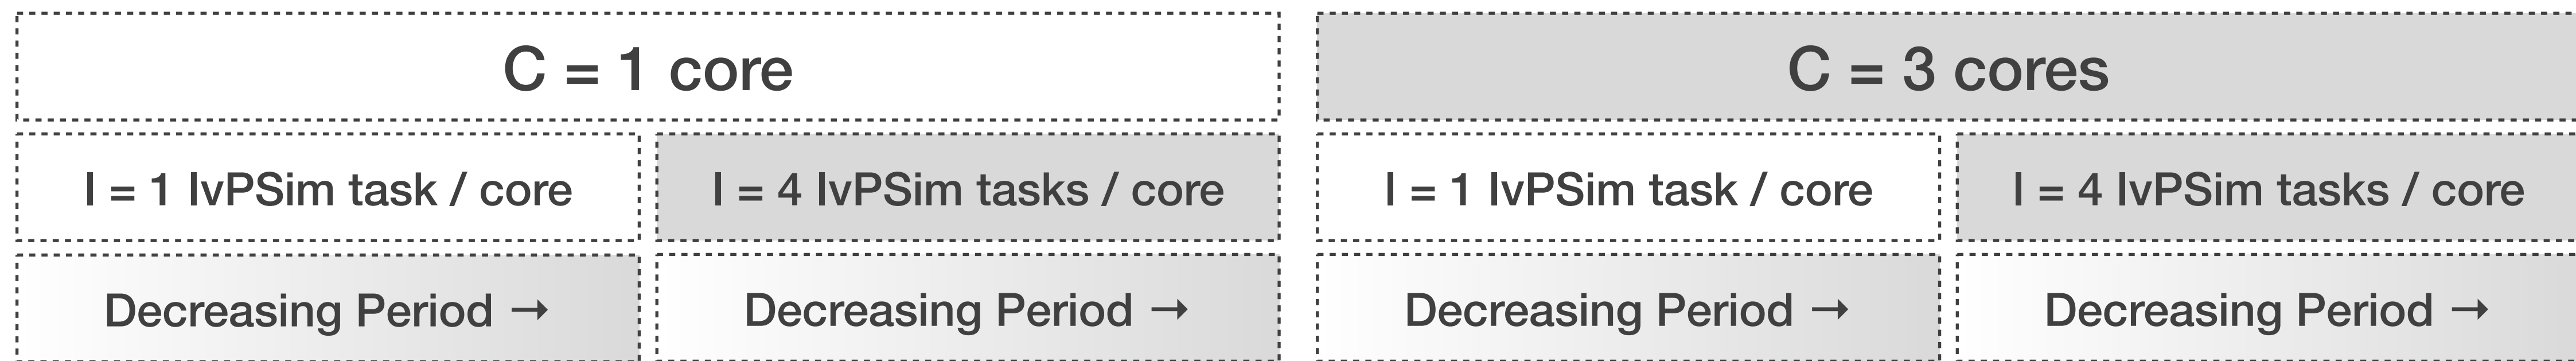 C = 1 core
C = 3 cores
I = 1 IvPSim task / core
I = 4 IvPSim tasks / core
I = 1 IvPSim task / core
I = 4 IvPSim tasks / core
Decreasing Period →
Decreasing Period →
Decreasing Period →
Decreasing Period →